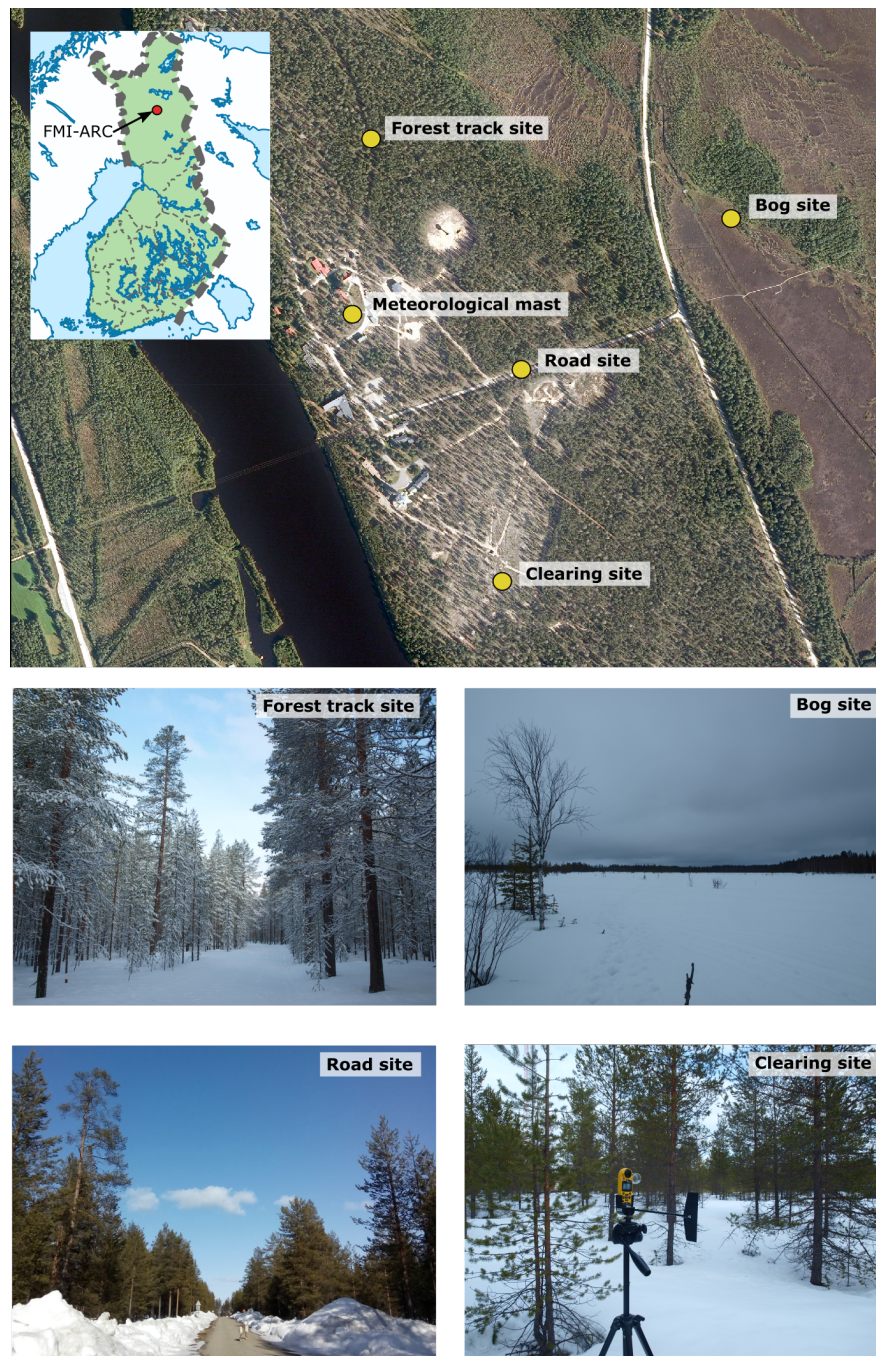 FMI-ARC
Forest track site
Bog site
Meteorological mast
Road site
Clearing site
Forest track site
Bog site
Road site
Clearing site